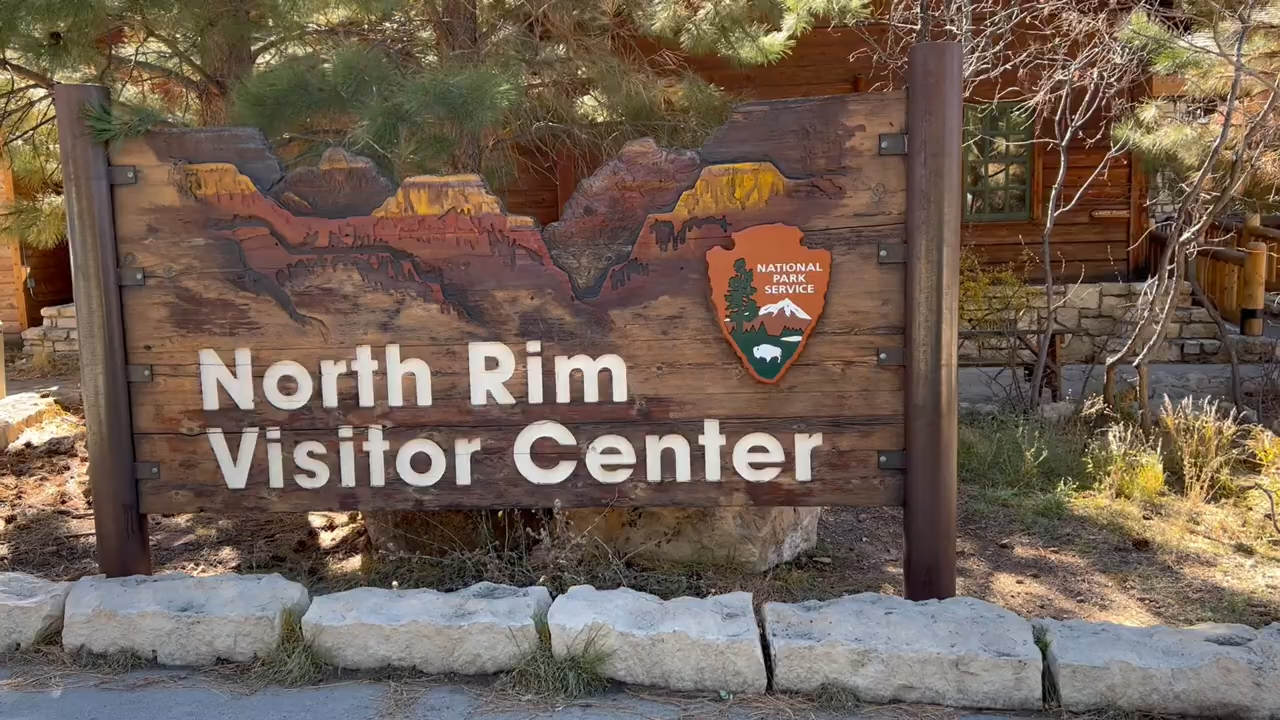 NATIONAL
PARK
SERVICE
North Rim
Visitor Center